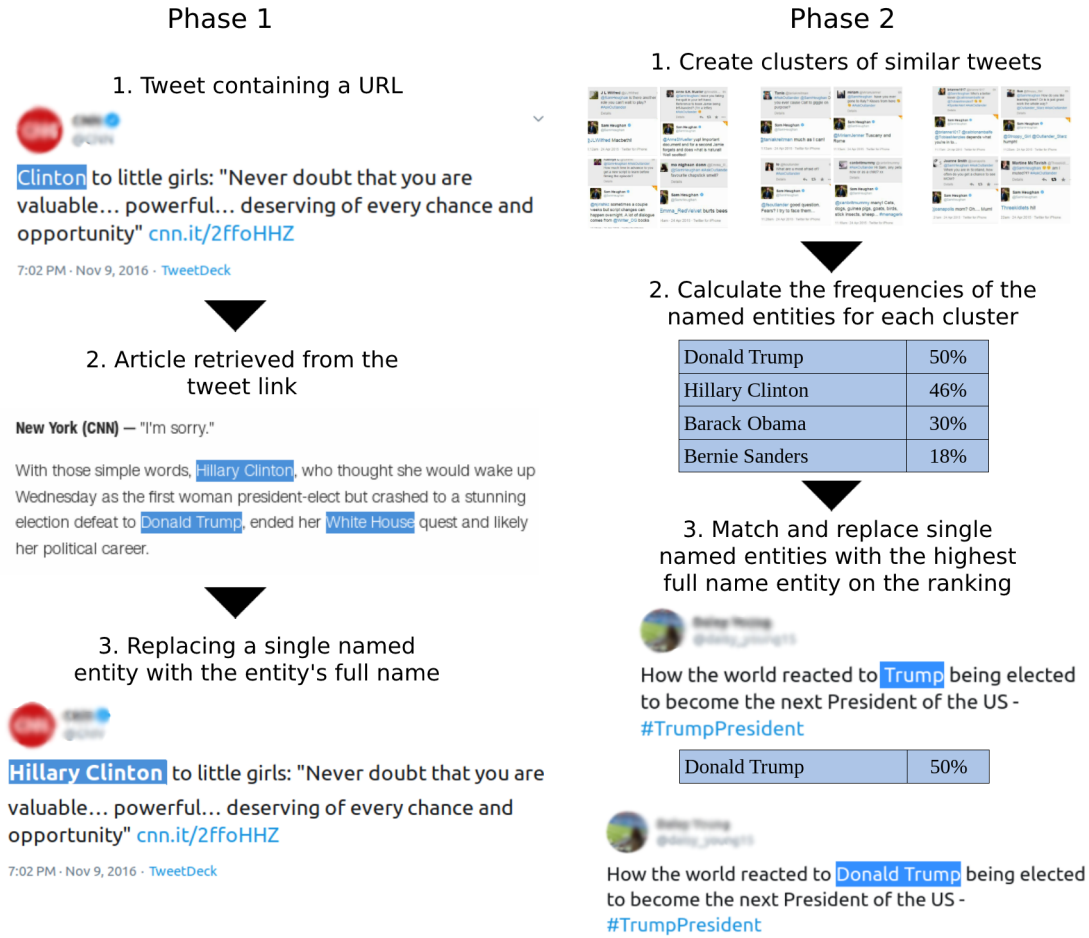 Phase 1
1. Tweet containing a URL
Clinton to little girls: "Never doubt that you are
valuable... powerful... deserving of every chance and
opportunity" cnn.it/2ffoHHZ
7:02 PM · Nov 9, 2016 · TweetDeck
2. Article retrieved from the
tweet link
New York (CNN) — "I'm sorry."
With those simple words, Hillary Clinton, who thought she would wake up
Wednesday as the first woman president-elect but crashed to a stunning
election defeat to Donald Trump, ended her White House quest and likely
her political career.
3. Replacing a single named
entity with the entity's full name
Hillary Clinton to little girls: "Never doubt that you are
valuable... powerful... deserving of every chance and
opportunity" cnn.it/2ffoHHZ
7:02 PM · Nov 9, 2016 · TweetDeck
Phase 2
1. Create clusters of similar tweets
2. Calculate the frequencies of the
named entities for each cluster
Donald Trump 50%
Hillary Clinton 46%
Barack Obama 30%
Bernie Sanders 18%
3. Match and replace single
named entities with the highest
full name entity on the ranking
How the world reacted to Trump being elected
to become the next President of the US -
#TrumpPresident
Donald Trump 50%
How the world reacted to Donald Trump being elected
to become the next President of the US -
#TrumpPresident